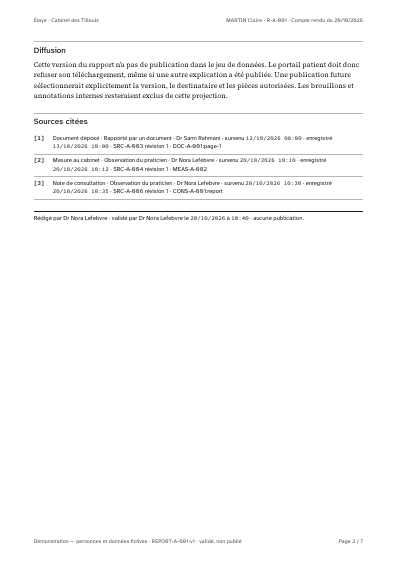 Étaye · Cabinet des Tilleuls
MARTIN Claire · R-A-001 · Compte rendu du 20/10/2026
Diffusion
Cette version du rapport n'a pas de publication dans le jeu de données. Le portail patient doit donc
refuser son téléchargement, même si une autre explication a été publiée. Une publication future
sélectionnerait explicitement la version, le destinataire et les pièces autorisées. Les brouillons et
annotations internes resteraient exclus de cette projection.
Sources citées
[1] Document déposé · Rapporté par un document · Dr Sami Rahmani · survenu 12/10/2026 08:00 · enregistré
13/10/2026 18:00 · SRC-A-003 révision 1 · DOC-A-001:page-1
[2] Mesure au cabinet · Observation du praticien · Dr Nora Lefebvre · survenu 20/10/2026 10:10 · enregistré
20/10/2026 10:12 · SRC-A-004 révision 1 · MEAS-A-002
[3] Note de consultation · Observation du praticien · Dr Nora Lefebvre · survenu 20/10/2026 10:30 · enregistré
20/10/2026 10:35 · SRC-A-006 révision 1 · CONS-A-001:report
Rédigé par Dr Nora Lefebvre · validé par Dr Nora Lefebvre le 20/10/2026 à 10:40 · aucune publication.
Démonstration — personnes et données fictives · REPORT-A-001-v1 · validé, non publié
Page 2 / 7